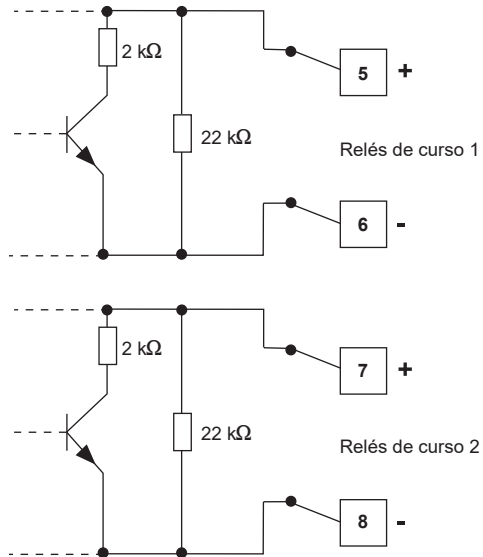 2 kΩ
5 +
22 kΩ
Relés de curso 1
6 -
2 kΩ
7 +
22 kΩ
Relés de curso 2
8 -